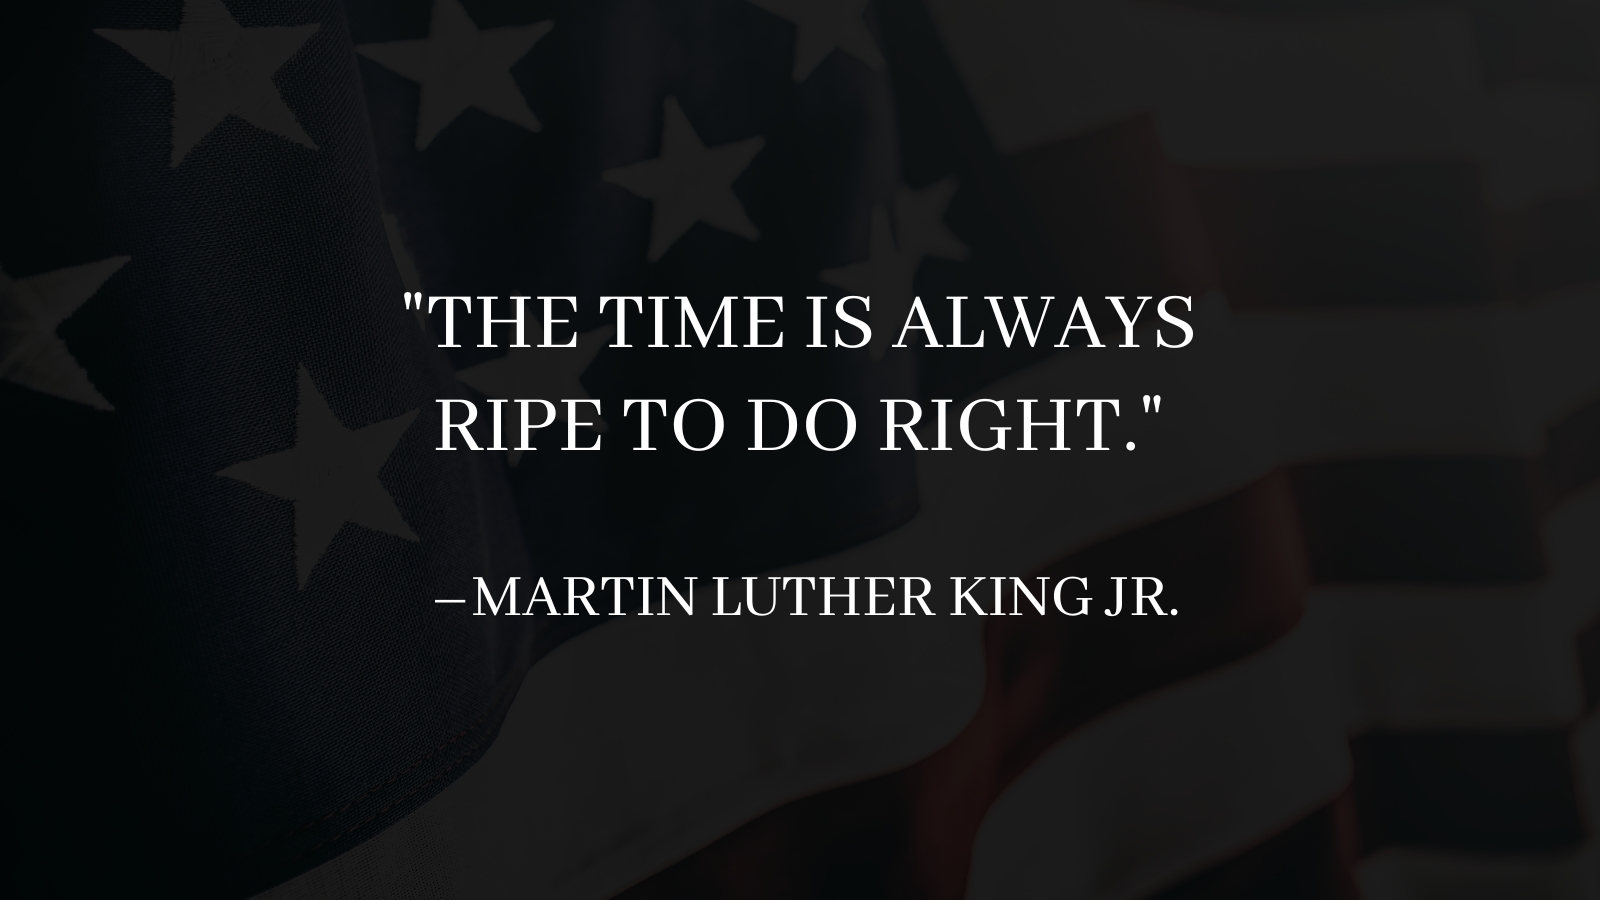 "THE TIME IS ALWAYS
RIPE TO DO RIGHT."
–MARTIN LUTHER KING JR.